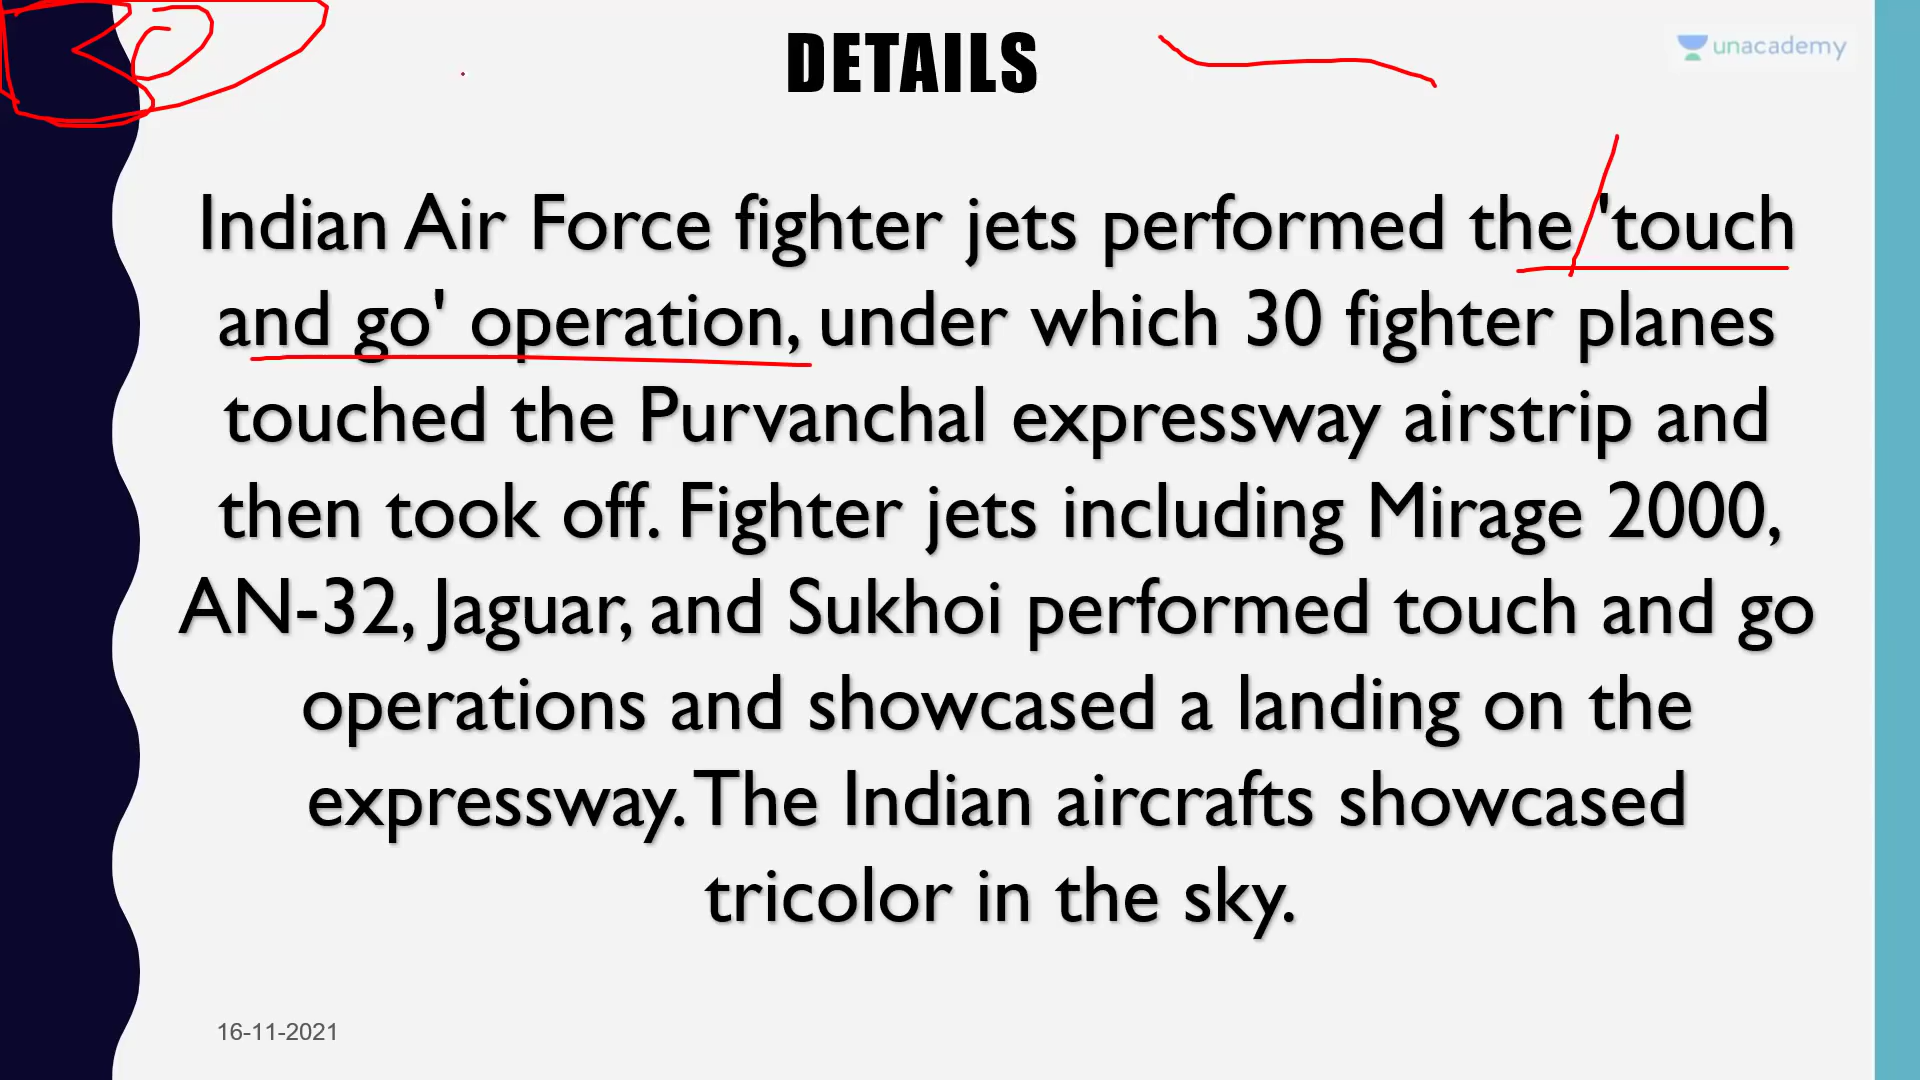 DETAILS
unacademy
Indian Air Force fighter jets performed the 'touch
and go' operation, under which 30 fighter planes
touched the Purvanchal expressway airstrip and
then took off. Fighter jets including Mirage 2000,
AN-32, Jaguar, and Sukhoi performed touch and go
operations and showcased a landing on the
expressway. The Indian aircrafts showcased
tricolor in the sky.
16-11-2021